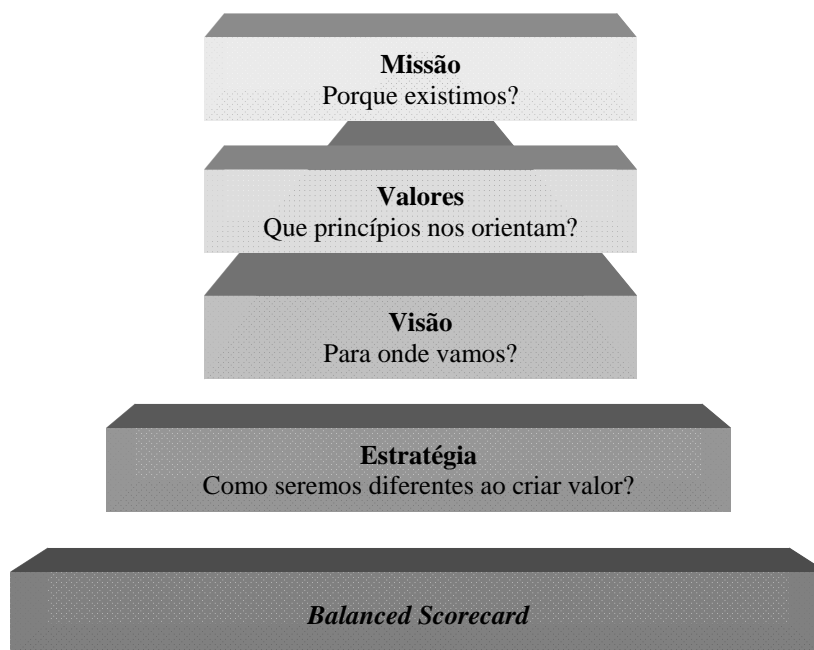 Missão
Porque existimos?
Valores
Que princípios nos orientam?
Visão
Para onde vamos?
Estratégia
Como seremos diferentes ao criar valor?
Balanced Scorecard